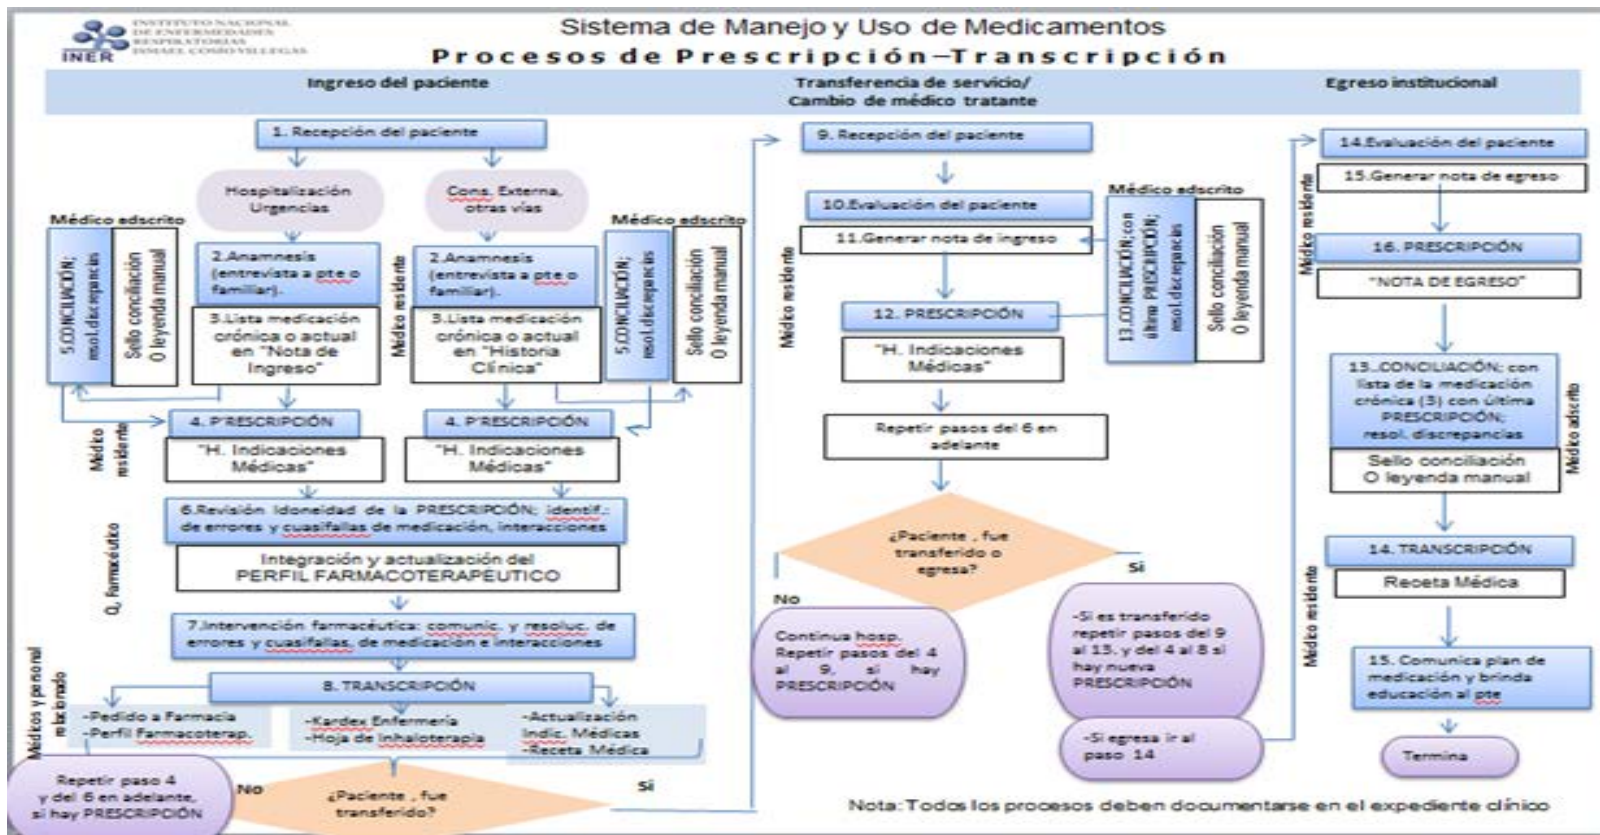 INSTITUTO NACIONAL
DE ENFERMEDADES
RESPIRATORIAS
ISMAEL COSIO VILLEGAS
INER
Sistema de Manejo y Uso de Medicamentos
Procesos de Prescripción—Transcripción
Ingreso del paciente
1. Recepción del paciente
Hospitalización
Urgencias
Cons. Externa,
otras vías
Médico adscrito
5.CONCILIACIÓN;
resol.discrepancias
Sello conciliación
O leyenda manual
2.Anamnesis
(entrevista a pte o
familiar).
3.Lista medicación
crónica o actual
en "Nota de
Ingreso"
Médico residente
2.Anamnesis
(entrevista a pte o
familiar).
3.Lista medicación
crónica o actual
en "Historia
Clínica"
Médico adscrito
5.CONCILIACIÓN;
resol.discrepancias
Sello conciliación
O leyenda manual
Médico
residente
4. P'RESCRIPCIÓN
"H. Indicaciones
Médicas"
4. P'RESCRIPCIÓN
"H. Indicaciones
Médicas"
Q. Farmacéutico
6.Revisión Idoneidad de la PRESCRIPCIÓN; identif.:
de errores y cuasifallas de medicación, interacciones
Integración y actualización del
PERFIL FARMACOTERAPÉUTICO
7.Intervención farmacéutica: comunic. y resoluc. de
errores y cuasifallas, de medicación e interacciones
Médicos y personal
relacionado
8. TRANSCRIPCIÓN
-Pedido a Farmacia
-Perfil Farmacoterap.
-Kardex Enfermería
-Hoja de Inhaloterapia
-Actualización
Indic. Médicas
-Receta Médica
Repetir paso 4
y del 6 en adelante,
si hay PRESCRIPCIÓN
No
¿Paciente , fue
transferido?
Si
Transferencia de servicio/
Cambio de médico tratante
9. Recepción del paciente
10.Evaluación del paciente
11.Generar nota de ingreso
Médico residente
12. PRESCRIPCIÓN
"H. Indicaciones
Médicas"
Médico adscrito
13.CONCILIACIÓN;con
última PRESCRIPCIÓN;
resol.discrepancias
Sello conciliación
O leyenda manual
Repetir pasos del 6 en
adelante
¿Paciente , fue
transferido o
egresa?
Si
No
Continua hosp.
Repetir pasos del 4
al 9, si hay
PRESCRIPCIÓN
-Si es transferido
repetir pasos del 9
al 13. y del 4 al 8 si
hay nueva
PRESCRIPCIÓN
-Si egresa ir al
paso 14
Egreso institucional
14.Evaluación del paciente
15.Generar nota de egreso
Médico residente
16. PRESCRIPCIÓN
"NOTA DE EGRESO"
13..CONCILIACIÓN; con
lista de la medicación
crónica (3) con última
PRESCRIPCIÓN;
resol. discrepancias
Sello conciliación
O leyenda manual
Médico adscrito
14. TRANSCRIPCIÓN
Receta Médica
Médico residente
15. Comunica plan de
medicación y brinda
educación al pte
Termina
Nota: Todos los procesos deben documentarse en el expediente clínico